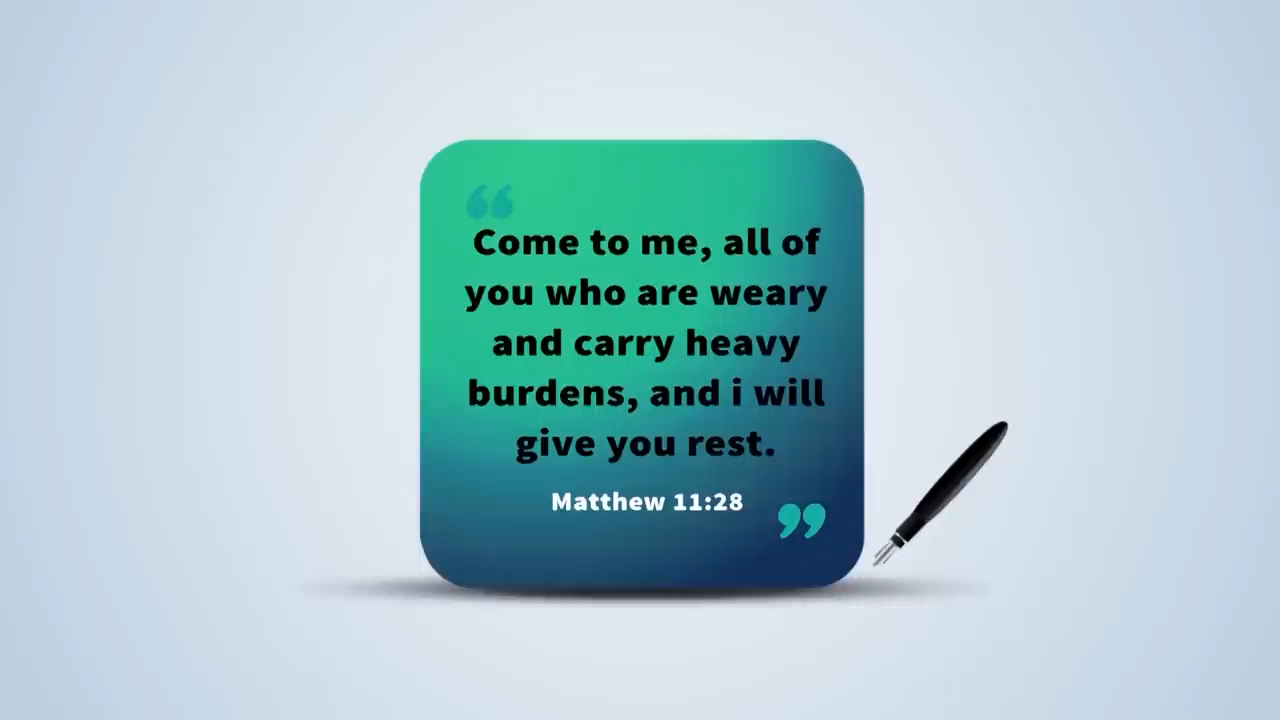 “
Come to me, all of
you who are weary
and carry heavy
burdens, and i will
give you rest.
Matthew 11:28
”